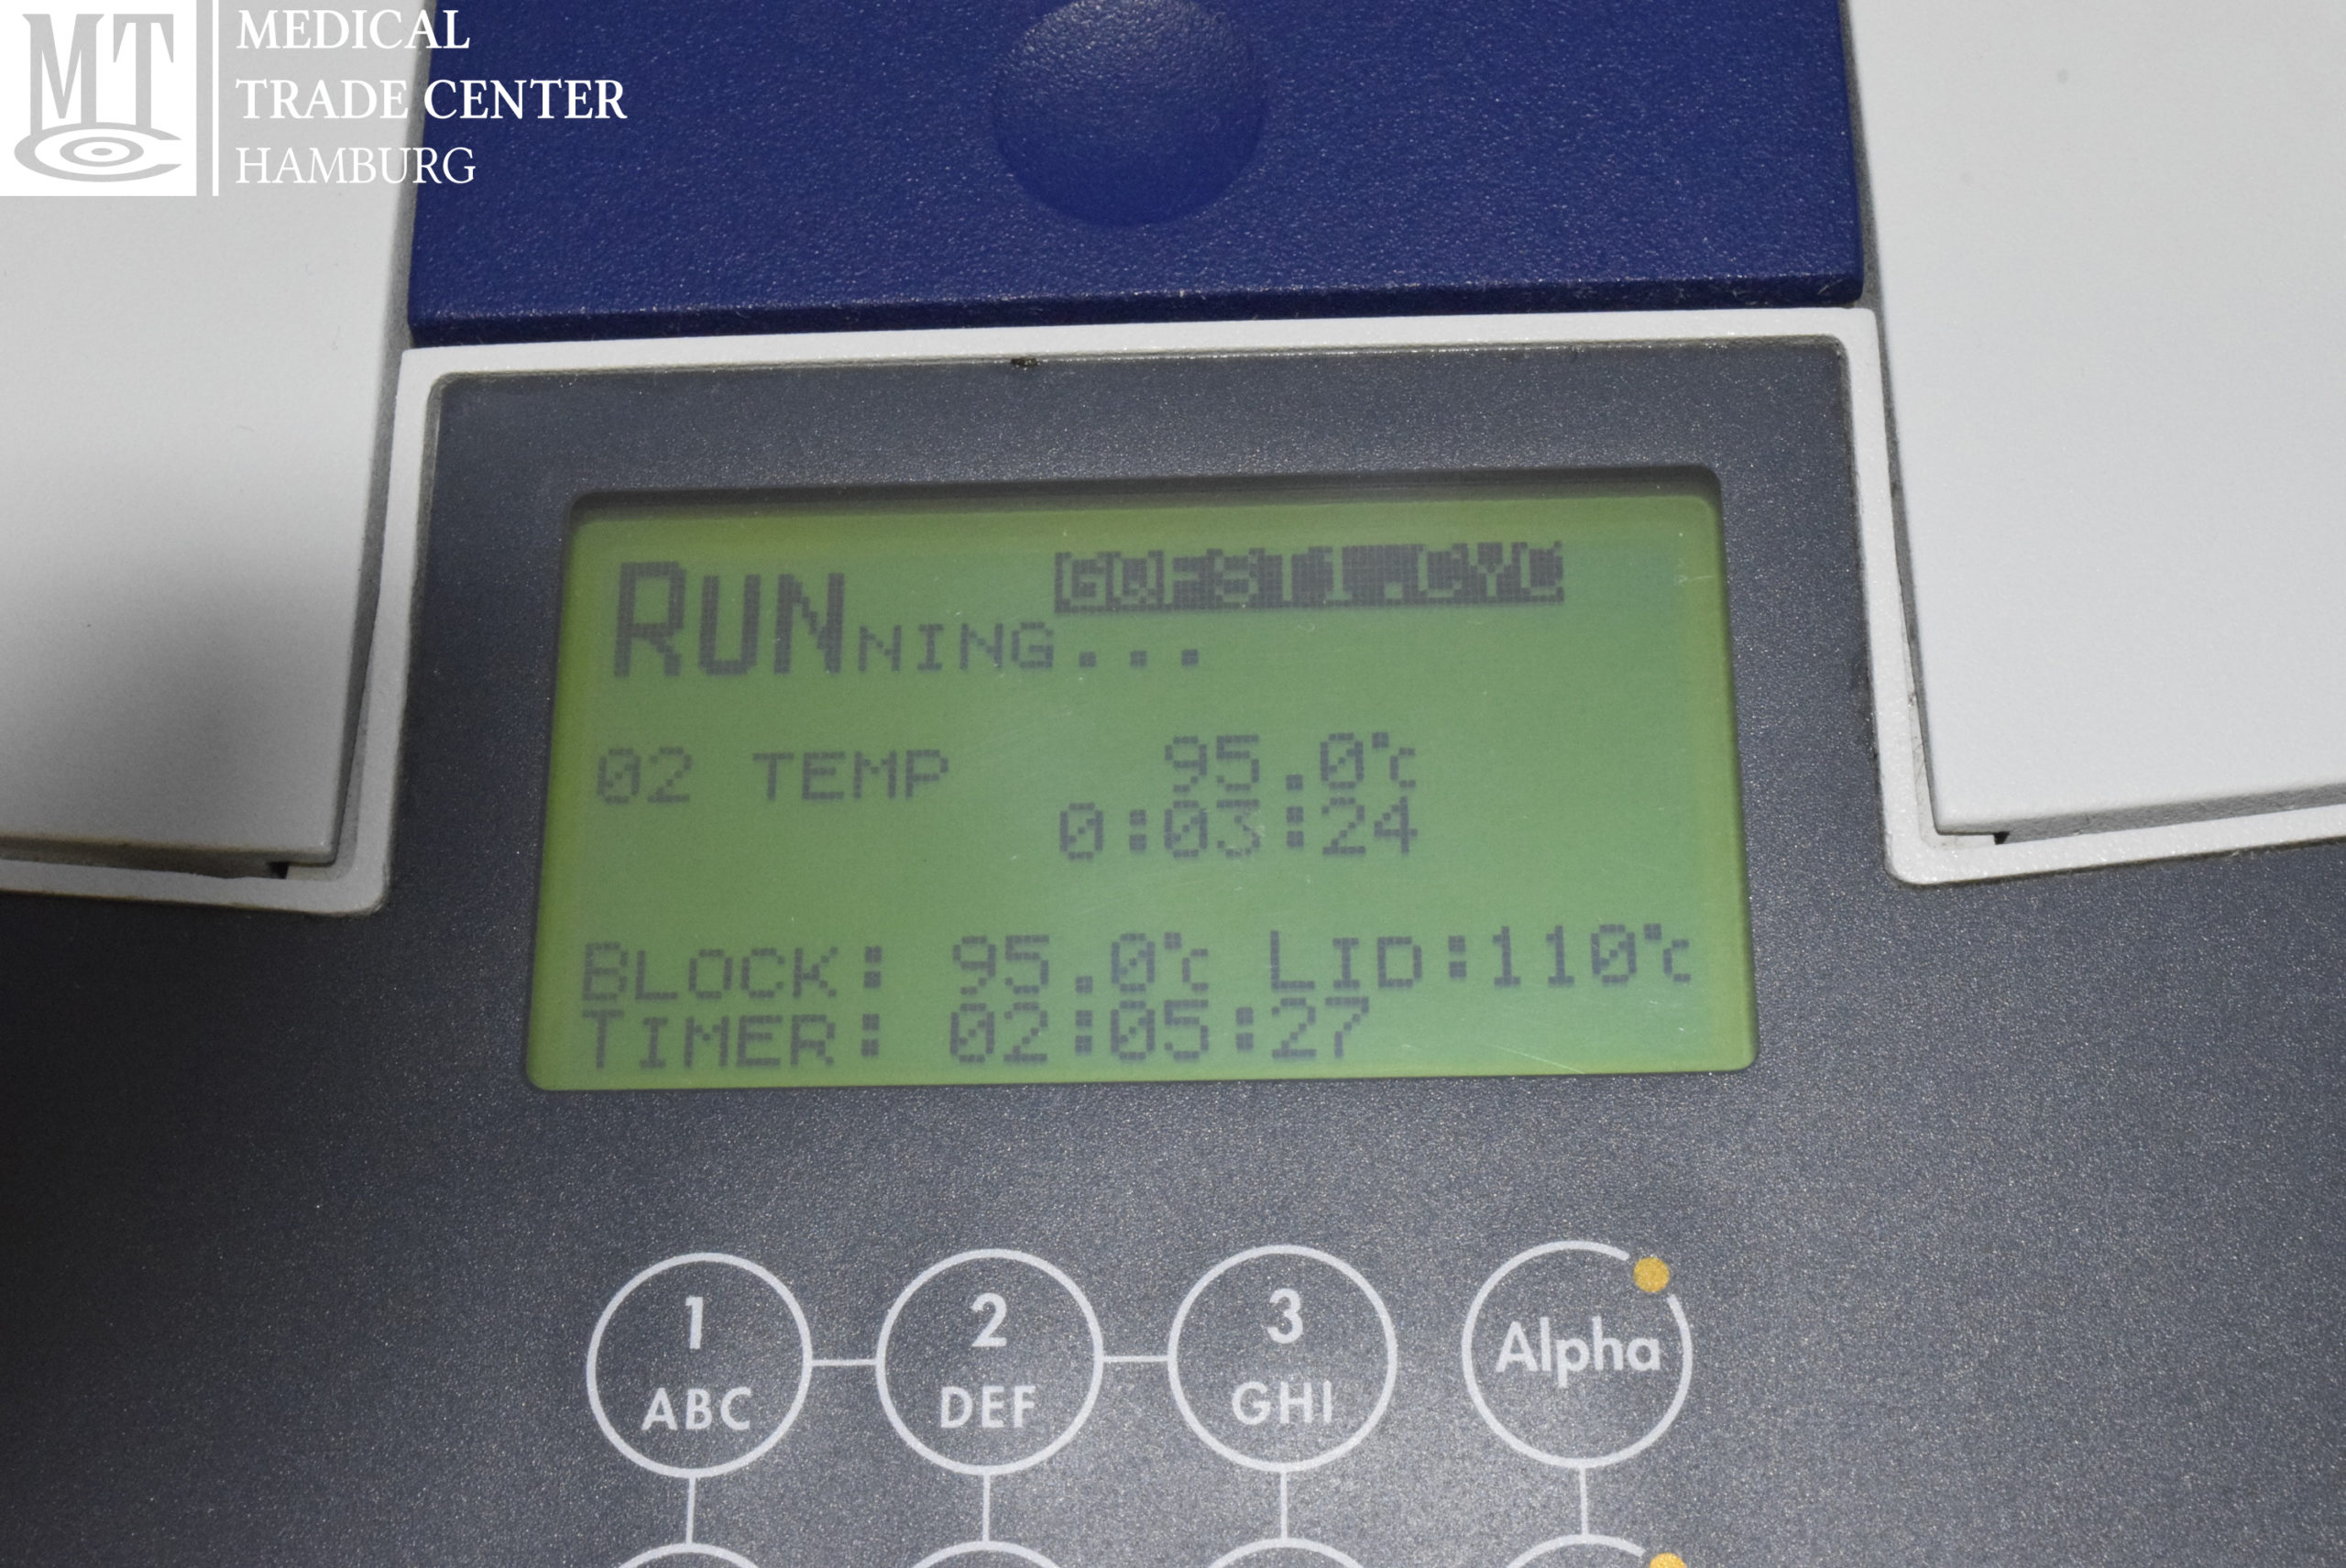 MTC
MEDICAL
TRADE CENTER
HAMBURG
RUNNING...
02 TEMP 95.0°C
0:03:24
BLOCK: 95.0°C LID:110°C
TIMER: 02:05:27
1
ABC
2
DEF
3
GHI
Alpha